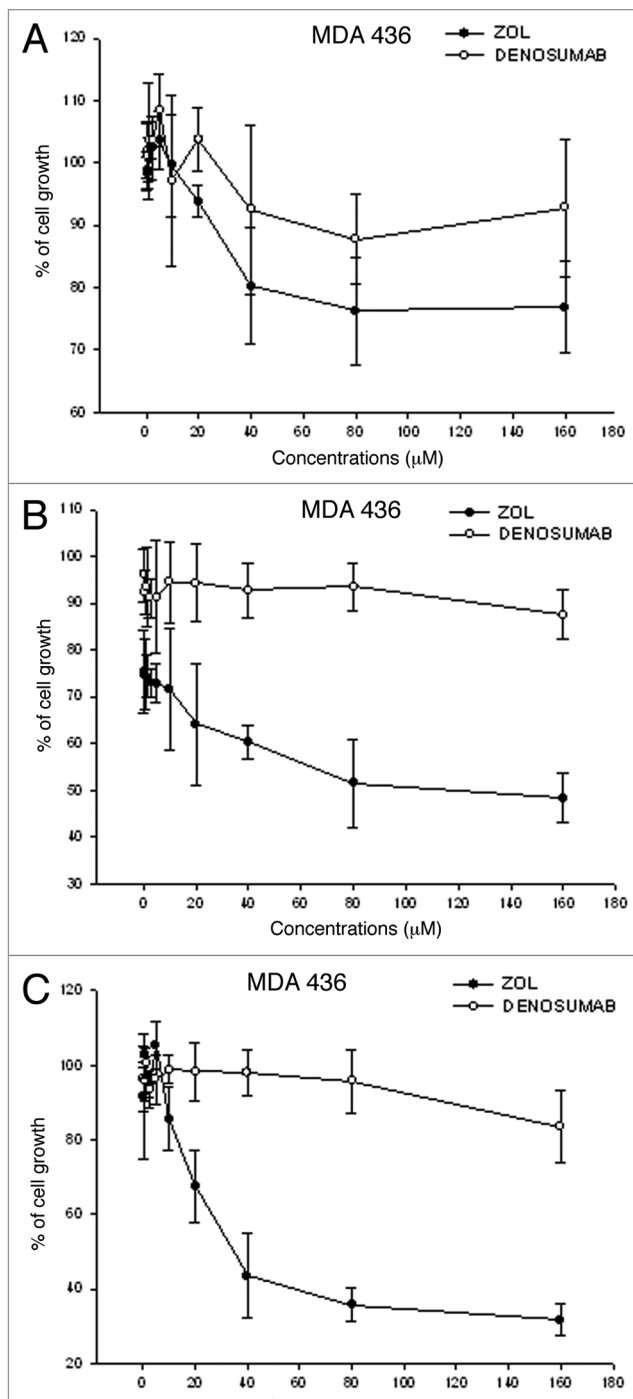 A
MDA 436
ZOL
DENOSUMAB
120
110
100
90
80
70
60
% of cell growth
0 20 40 60 80 100 120 140 160 180
Concentrations (μM)
B
MDA 436
ZOL
DENOSUMAB
110
100
90
80
70
60
50
40
30
% of cell growth
0 20 40 60 80 100 120 140 160 180
Concentrations (μM)
C
MDA 436
ZOL
DENOSUMAB
120
100
80
60
40
20
% of cell growth
0 20 40 60 80 100 120 140 160 180